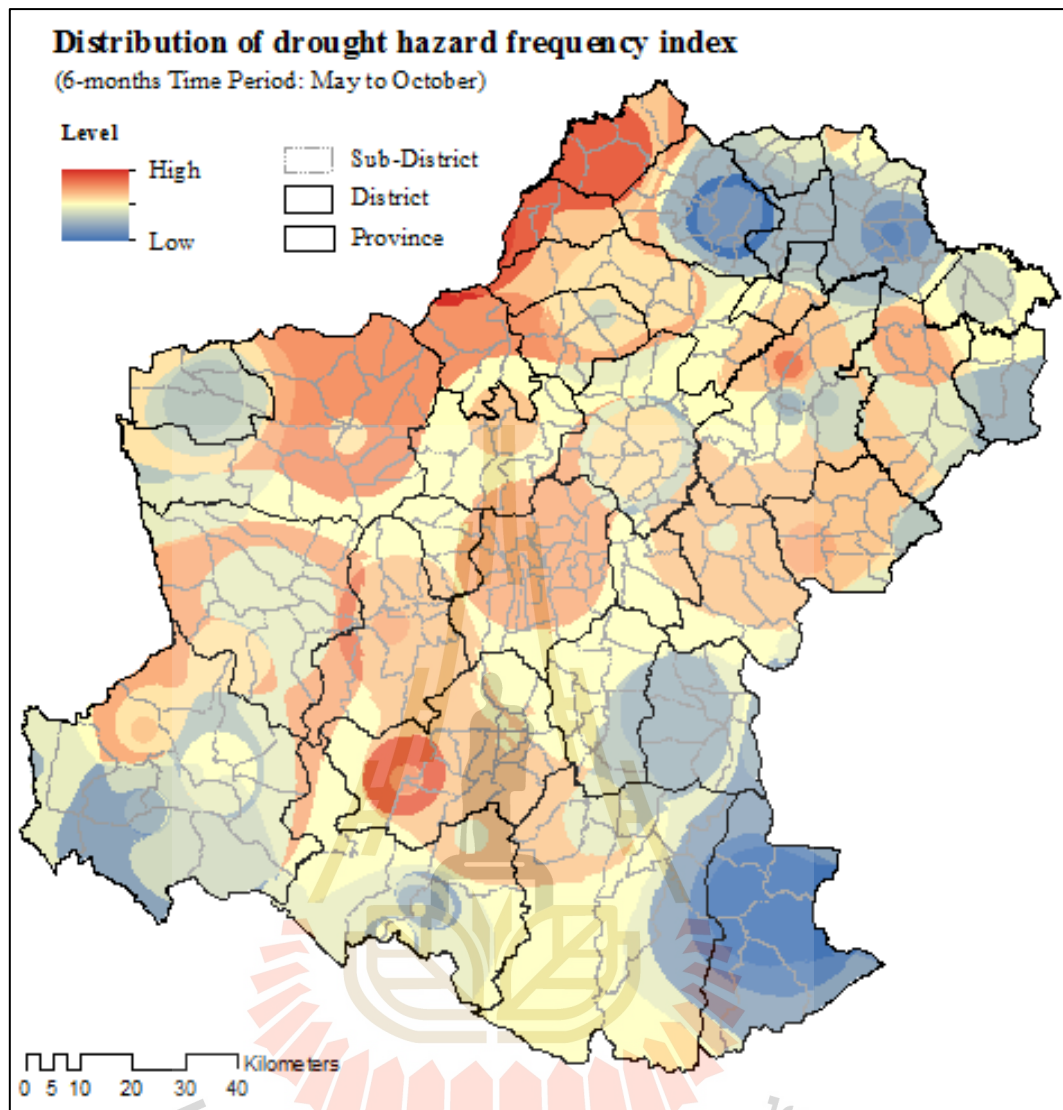 Distribution of drought hazard frequency index
(6-months Time Period: May to October)
Level
High
Low
Sub-District
District
Province
Kilometers
0 5 10 20 30 40